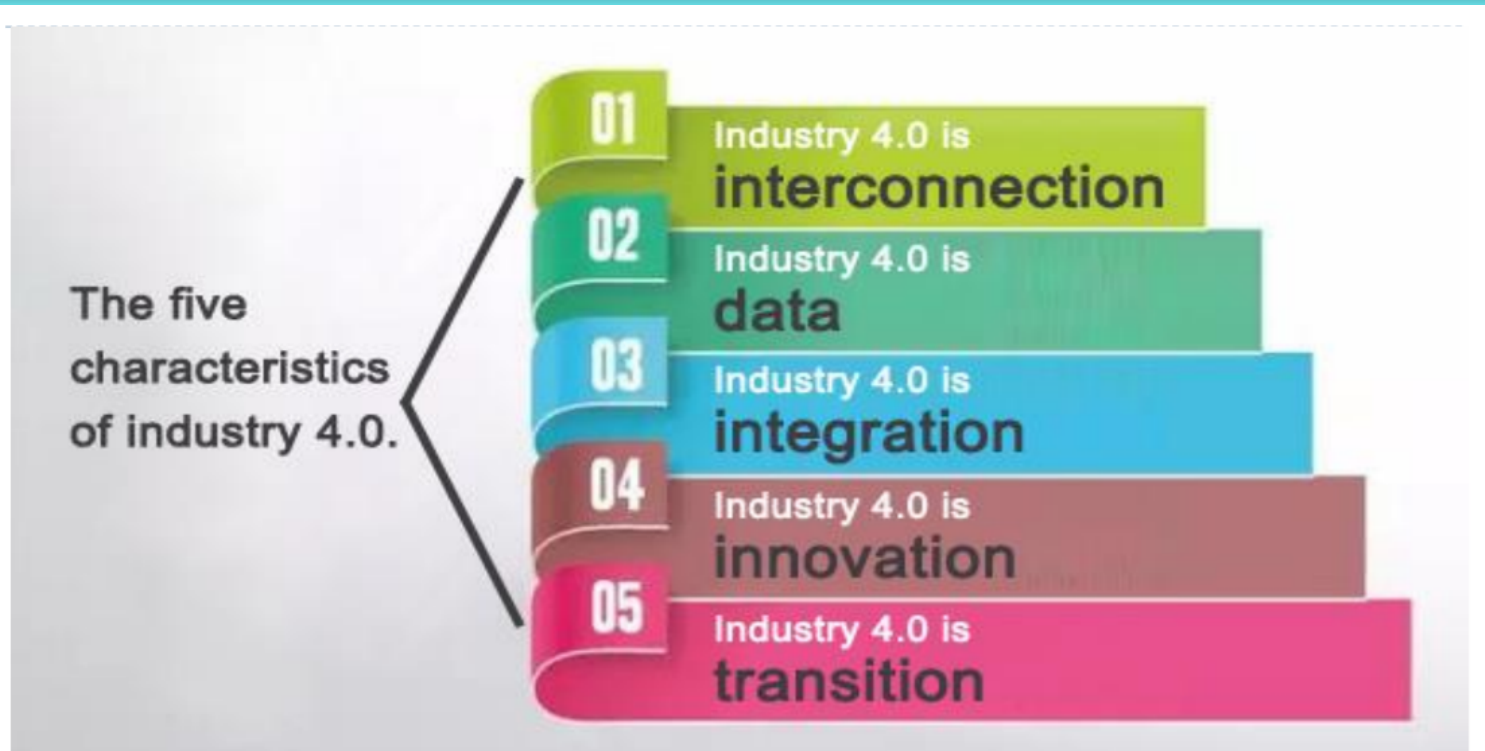 The five
characteristics
of industry 4.0.
01
Industry 4.0 is
interconnection
02
Industry 4.0 is
data
03
Industry 4.0 is
integration
04
Industry 4.0 is
innovation
05
Industry 4.0 is
transition